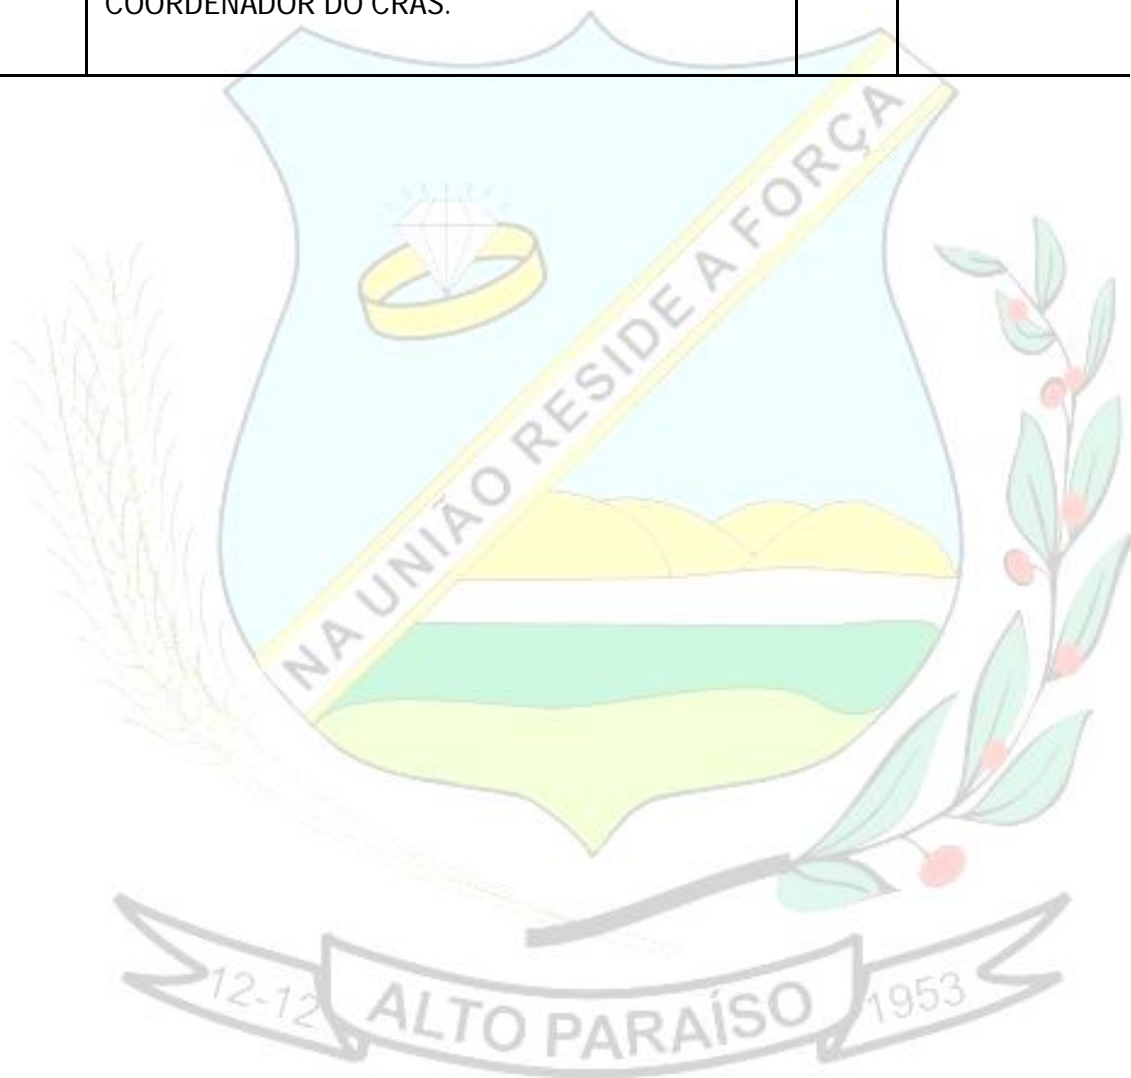 COORDENADOR DO CRAS.
NA UNIÃO RESIDE A FORÇA
12-12
ALTO PARAÍSO
1953